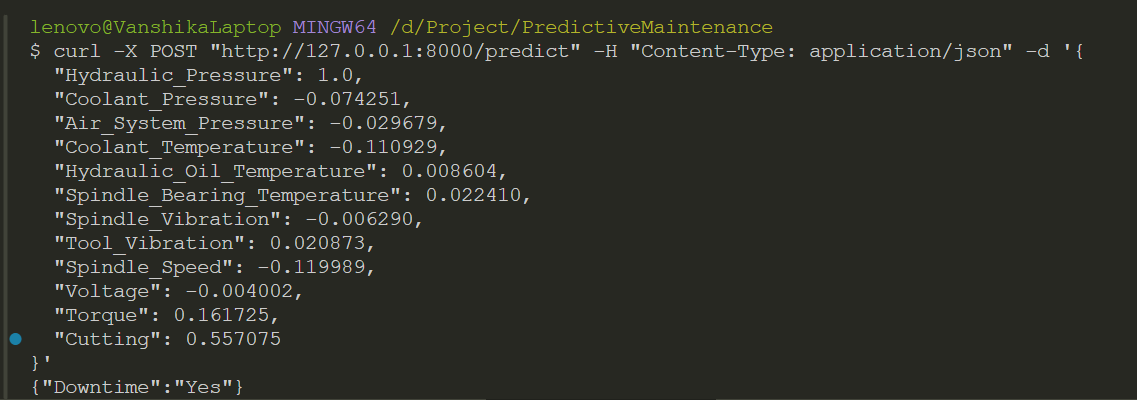 lenovo@VanshikaLaptop MINGW64 /d/Project/PredictiveMaintenance
$ curl -X POST "http://127.0.0.1:8000/predict" -H "Content-Type: application/json" -d '{
  "Hydraulic_Pressure": 1.0,
  "Coolant_Pressure": -0.074251,
  "Air_System_Pressure": -0.029679,
  "Coolant_Temperature": -0.110929,
  "Hydraulic_Oil_Temperature": 0.008604,
  "Spindle_Bearing_Temperature": 0.022410,
  "Spindle_Vibration": -0.006290,
  "Tool_Vibration": 0.020873,
  "Spindle_Speed": -0.119989,
  "Voltage": -0.004002,
  "Torque": 0.161725,
  "Cutting": 0.557075
}'
{"Downtime":"Yes"}